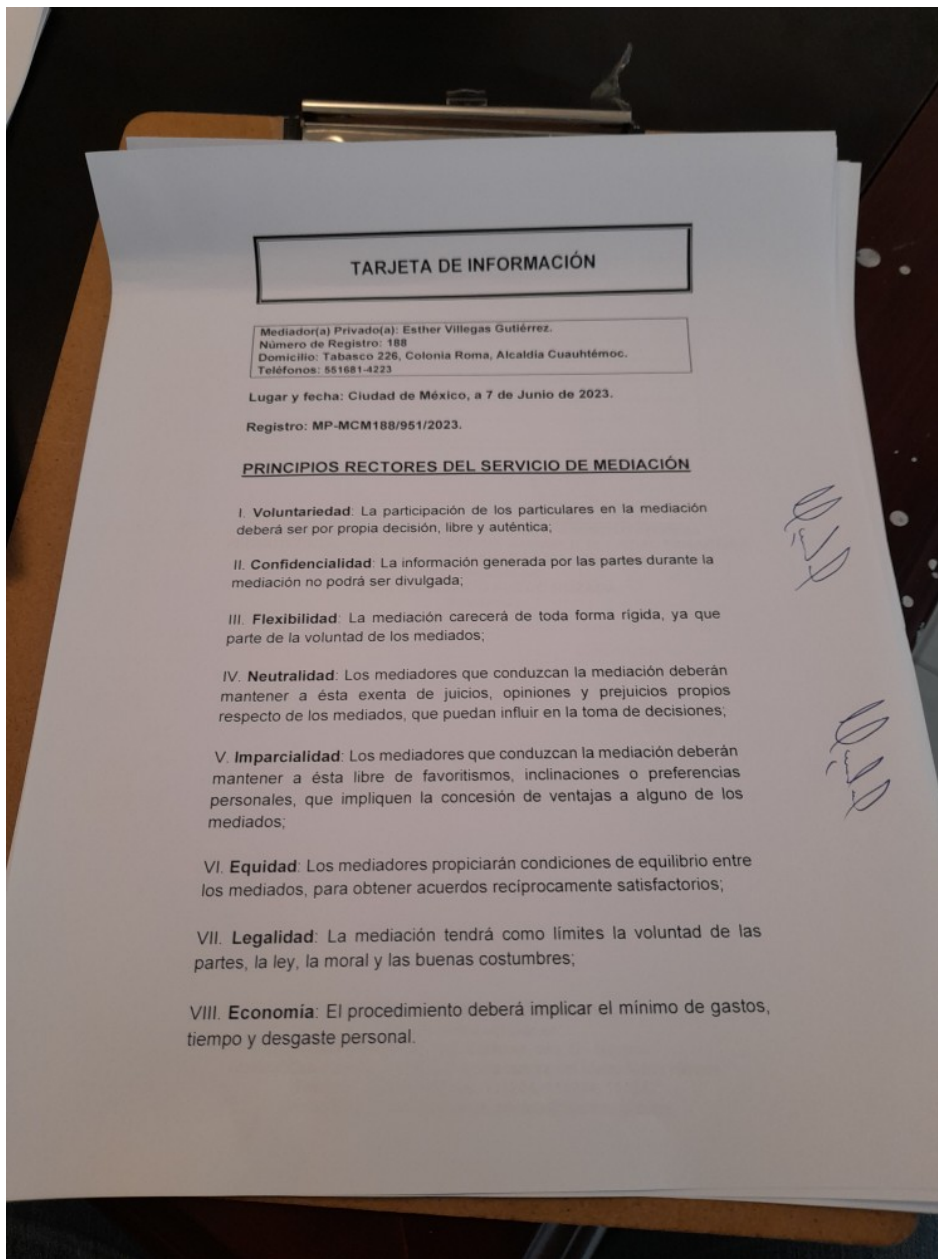 TARJETA DE INFORMACIÓN
Mediador(a) Privado(a): Esther Villegas Gutiérrez.
Número de Registro: 188
Domicilio: Tabasco 226, Colonia Roma, Alcaldía Cuauhtémoc.
Teléfonos: 551681-4223
Lugar y fecha: Ciudad de México, a 7 de Junio de 2023.
Registro: MP-MCM188/951/2023.
PRINCIPIOS RECTORES DEL SERVICIO DE MEDIACIÓN
I. Voluntariedad: La participación de los particulares en la mediación
deberá ser por propia decisión, libre y auténtica;
II. Confidencialidad: La información generada por las partes durante la
mediación no podrá ser divulgada;
III. Flexibilidad: La mediación carecerá de toda forma rígida, ya que
parte de la voluntad de los mediados;
IV. Neutralidad: Los mediadores que conduzcan la mediación deberán
mantener a ésta exenta de juicios, opiniones y prejuicios propios
respecto de los mediados, que puedan influir en la toma de decisiones;
V. Imparcialidad: Los mediadores que conduzcan la mediación deberán
mantener a ésta libre de favoritismos, inclinaciones o preferencias
personales, que impliquen la concesión de ventajas a alguno de los
mediados;
VI. Equidad: Los mediadores propiciarán condiciones de equilibrio entre
los mediados, para obtener acuerdos recíprocamente satisfactorios;
VII. Legalidad: La mediación tendrá como límites la voluntad de las
partes, la ley, la moral y las buenas costumbres;
VIII. Economía: El procedimiento deberá implicar el mínimo de gastos,
tiempo y desgaste personal.